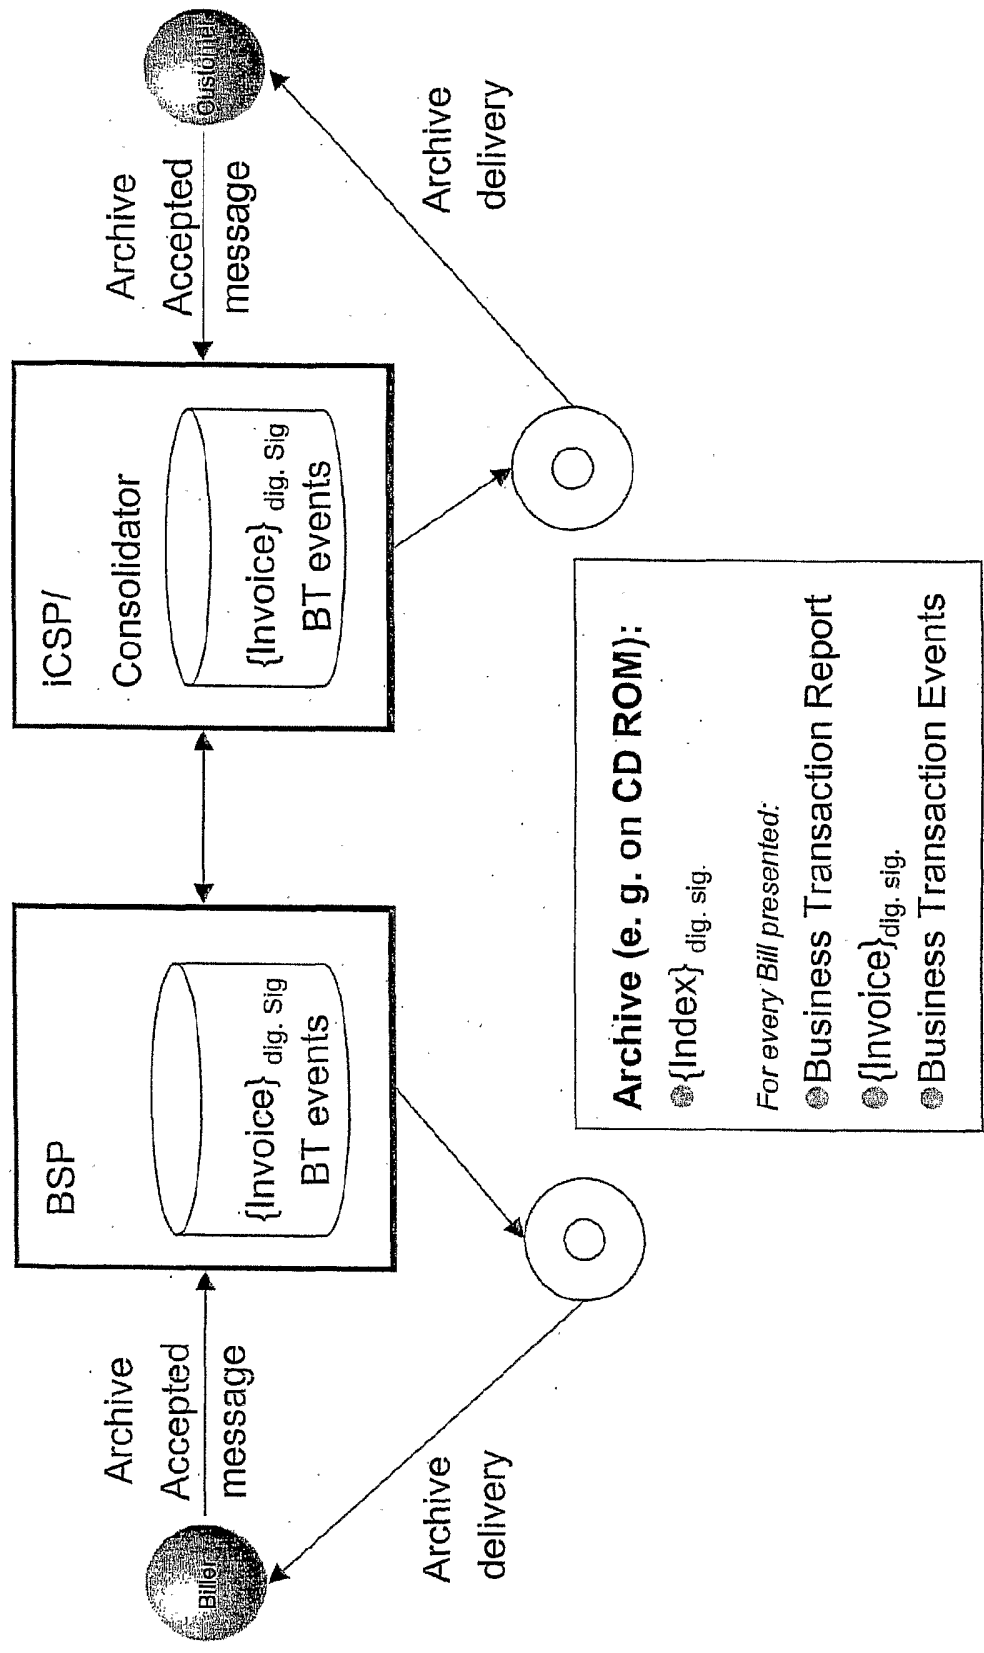 Biller
Archive
Accepted
message
BSP
{Invoice} dig. Sig
BT events
iCSP/
Consolidator
{Invoice} dig. Sig
BT events
Archive
Accepted
message
Customer
Archive
delivery
Archive
delivery
Archive (e. g. on CD ROM):
{Index} dig. sig.
For every Bill presented:
Business Transaction Report
{Invoice}dig. sig.
Business Transaction Events